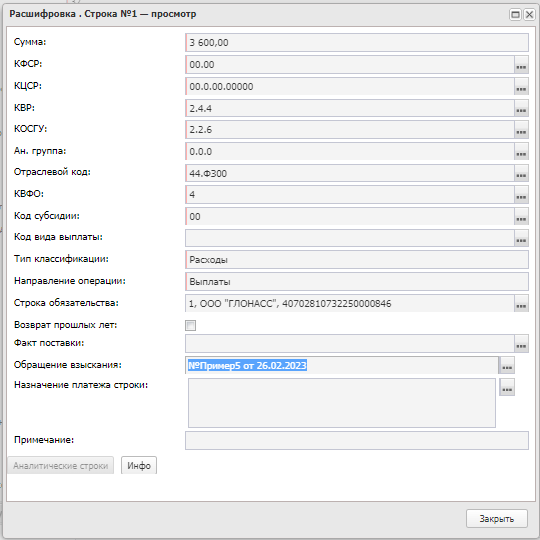 Расшифровка . Строка №1 — просмотр
Сумма: 3 600,00
КФСР: 00.00
КЦСР: 00.0.00.00000
КВР: 2.4.4
КОСГУ: 2.2.6
Ан. группа: 0.0.0
Отраслевой код: 44.Ф300
КВФО: 4
Код субсидии: 00
Код вида выплаты:
Тип классификации: Расходы
Направление операции: Выплаты
Строка обязательства: 1, ООО "ГЛОНАСС", 40702810732250000846
Возврат прошлых лет:
Факт поставки:
Обращение взыскания: №Пример5 от 26.02.2023
Назначение платежа строки:
Примечание:
Аналитические строки Инфо
Закрыть